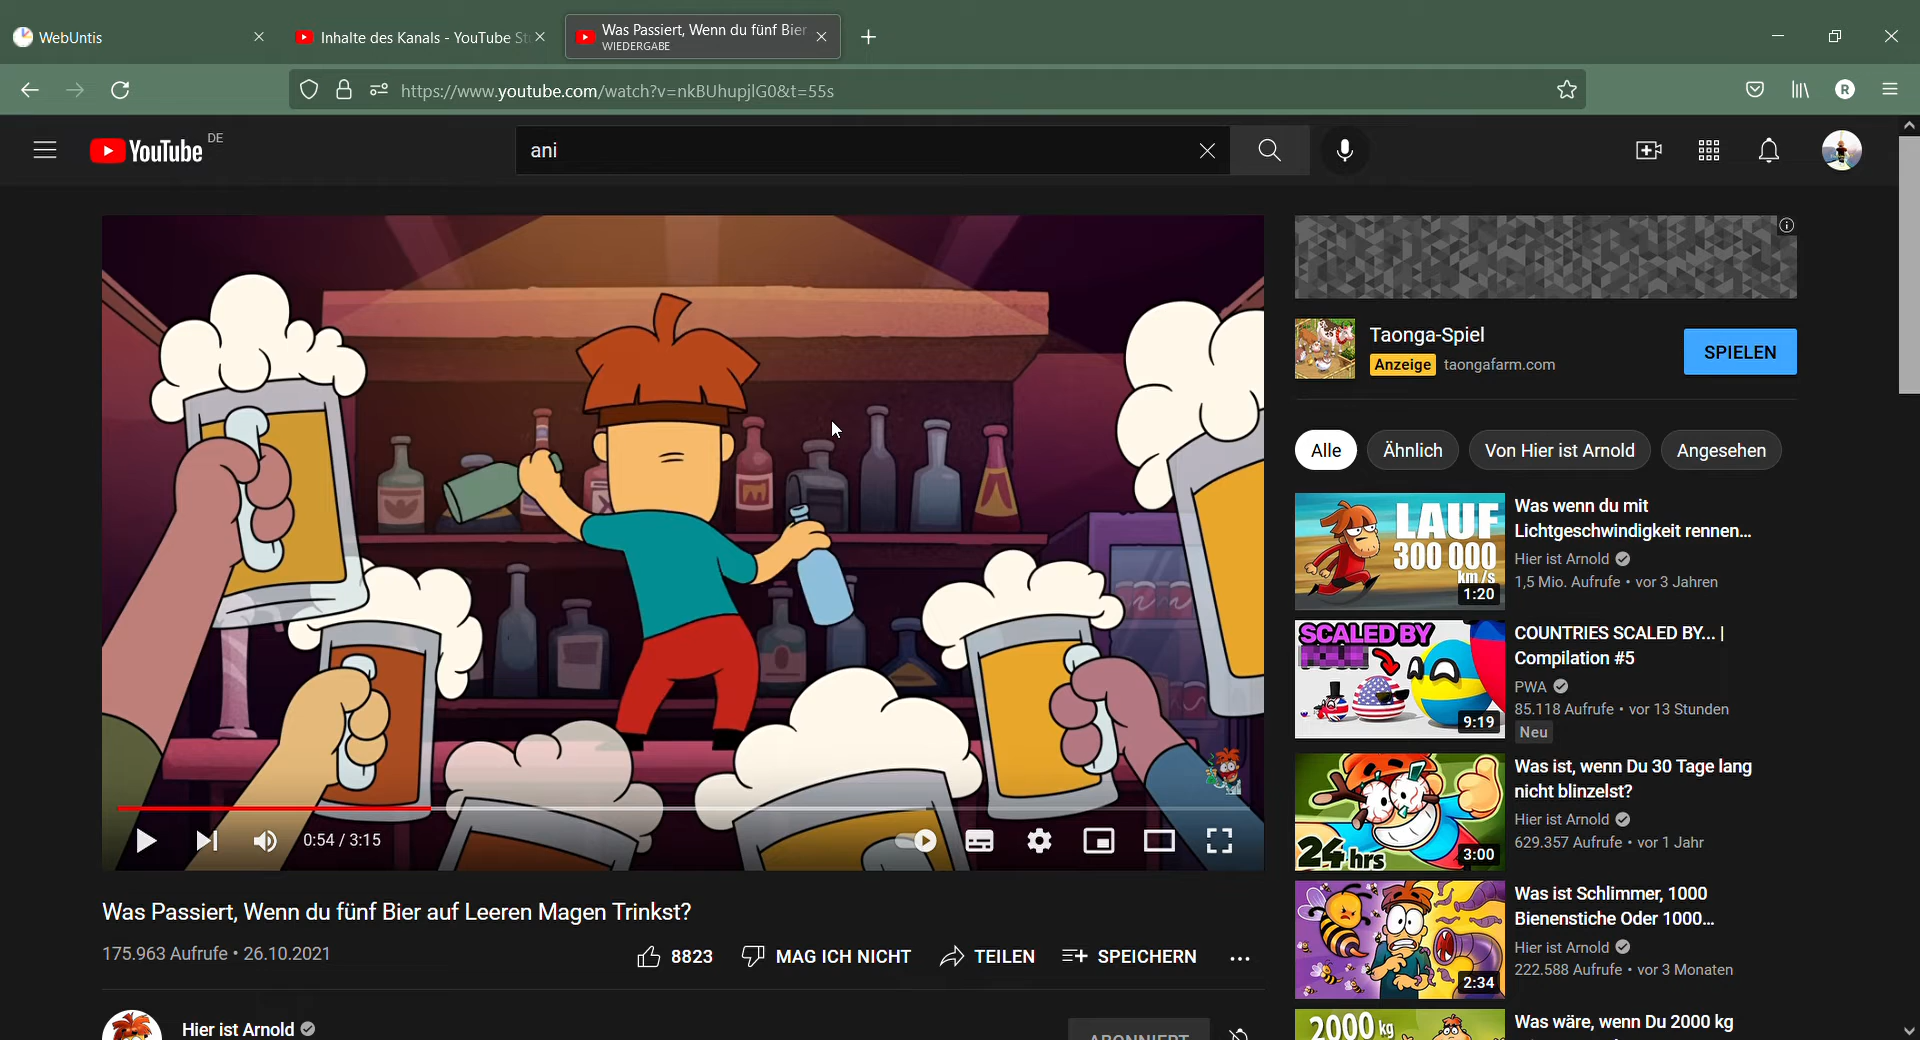 WebUntis
Inhalte des Kanals - YouTube St
Was Passiert, Wenn du fünf Bier
WIEDERGABE
https://www.youtube.com/watch?v=nkBUhupjlG0&t=55s
R
YouTube DE
ani
Taonga-Spiel
Anzeige taongafarm.com
SPIELEN
Alle
Ähnlich
Von Hier ist Arnold
Angesehen
LAUF
300 000
km/s
1:20
Was wenn du mit
Lichtgeschwindigkeit rennen...
Hier ist Arnold
1,5 Mio. Aufrufe • vor 3 Jahren
SCALED BY
9:19
COUNTRIES SCALED BY... |
Compilation #5
PWA
85.118 Aufrufe • vor 13 Stunden
Neu
24 hrs
3:00
Was ist, wenn Du 30 Tage lang
nicht blinzelst?
Hier ist Arnold
629.357 Aufrufe • vor 1 Jahr
2:34
Was ist Schlimmer, 1000
Bienenstiche Oder 1000...
Hier ist Arnold
222.588 Aufrufe • vor 3 Monaten
2000 kg
Was wäre, wenn Du 2000 kg
0:54 / 3:15
Was Passiert, Wenn du fünf Bier auf Leeren Magen Trinkst?
175.963 Aufrufe • 26.10.2021
8823
MAG ICH NICHT
TEILEN
SPEICHERN
Hier ist Arnold
ABONNIERT